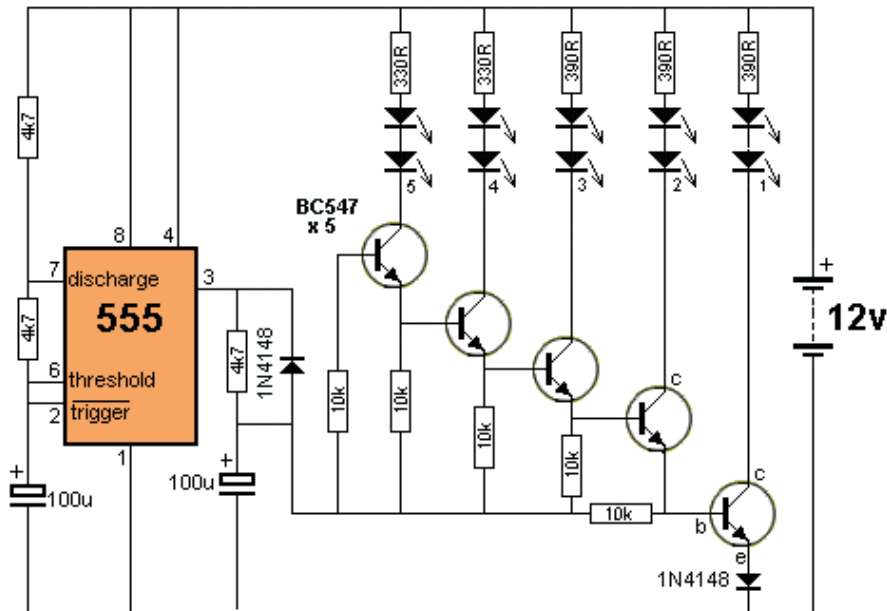 330R
330R
390R
390R
390R
4k7
5
4
3
2
1
BC547
x 5
8
4
7
discharge
3
+
555
12v
4k7
4k7
1N4148
6
threshold
c
2
trigger
10k
10k
10k
10k
1
+
100u
+
100u
c
10k
b
e
1N4148